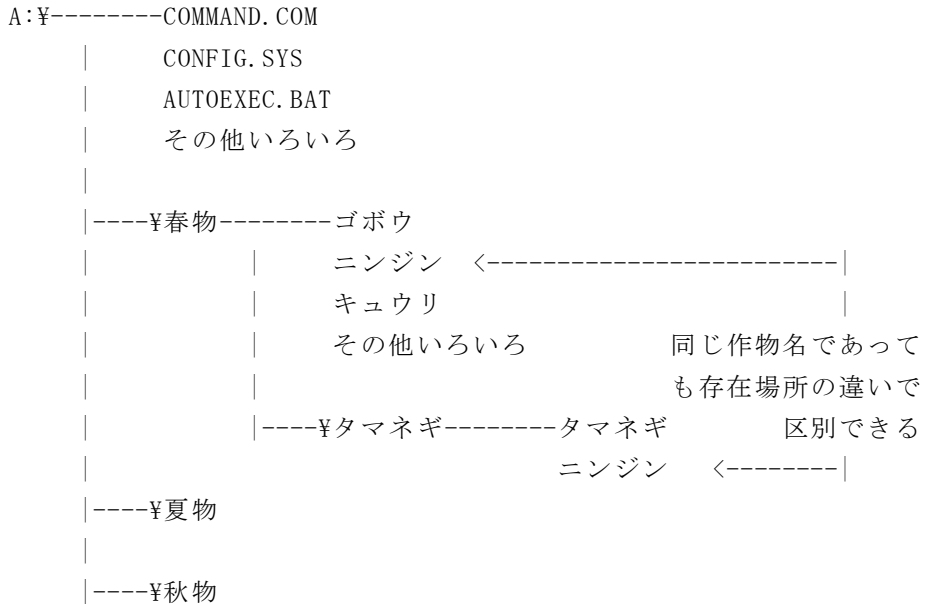 A:¥--------COMMAND.COM
| CONFIG.SYS
| AUTOEXEC.BAT
| その他いろいろ
|
|----¥春物--------ゴボウ
| | ニンジン <-------------------------|
| | キュウリ |
| | その他いろいろ 同じ作物名であって
| | も存在場所の違いで
| |----¥タマネギ--------タマネギ 区別できる
| ニンジン <--------|
|----¥夏物
|
|----¥秋物